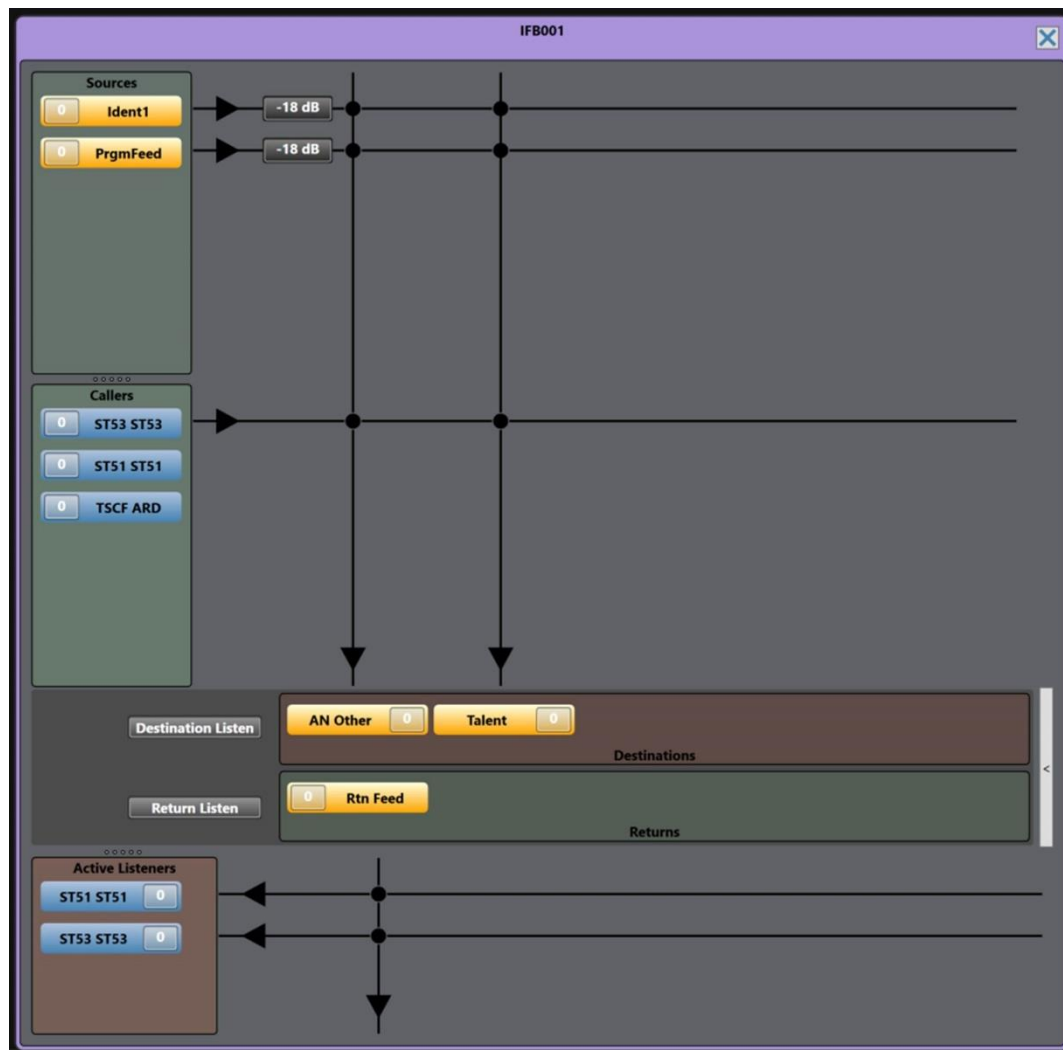 IFB001
Sources
0 Ident1 -18 dB
0 PrgmFeed -18 dB
Callers
0 ST53 ST53
0 ST51 ST51
0 TSCF ARD
Destination Listen
AN Other 0 Talent 0
Destinations
<
Return Listen
0 Rtn Feed
Returns
Active Listeners
ST51 ST51 0
ST53 ST53 0